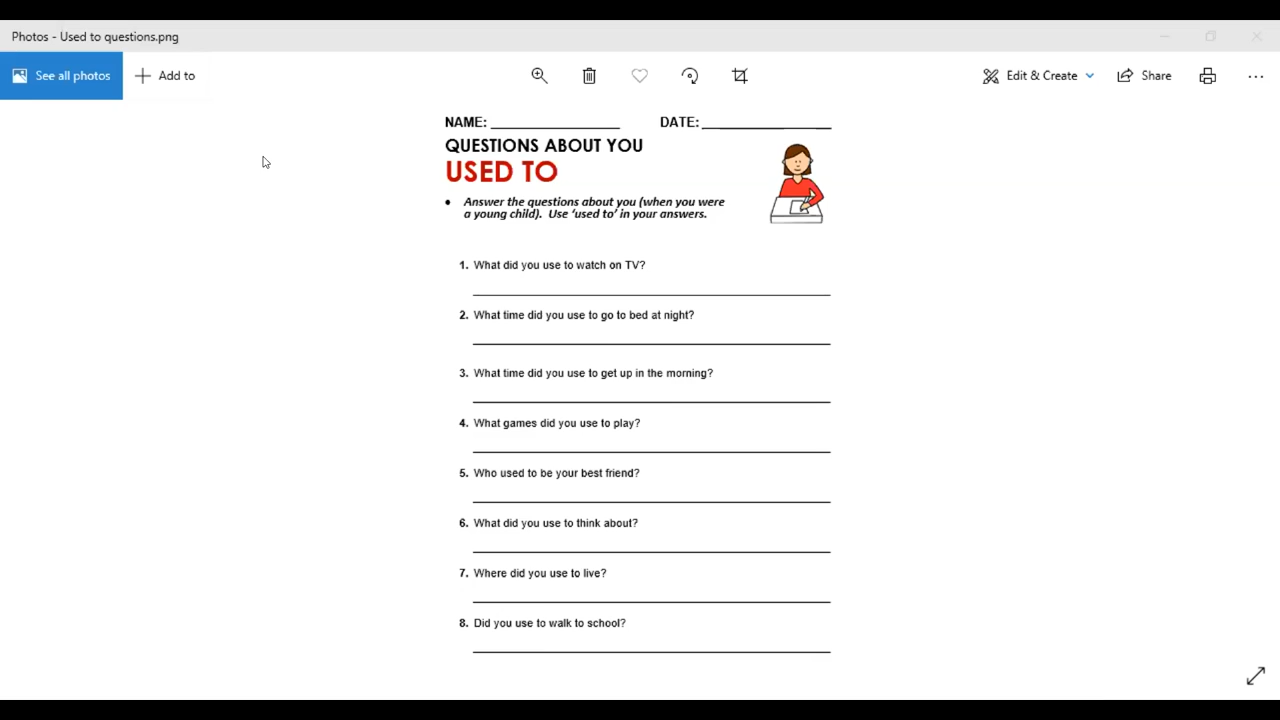 Photos - Used to questions.png
See all photos
Add to
Edit & Create
Share
NAME: _______________ DATE: _______________
QUESTIONS ABOUT YOU
USED TO
• Answer the questions about you (when you were
a young child). Use ‘used to’ in your answers.
1. What did you use to watch on TV?
2. What time did you use to go to bed at night?
3. What time did you use to get up in the morning?
4. What games did you use to play?
5. Who used to be your best friend?
6. What did you use to think about?
7. Where did you use to live?
8. Did you use to walk to school?